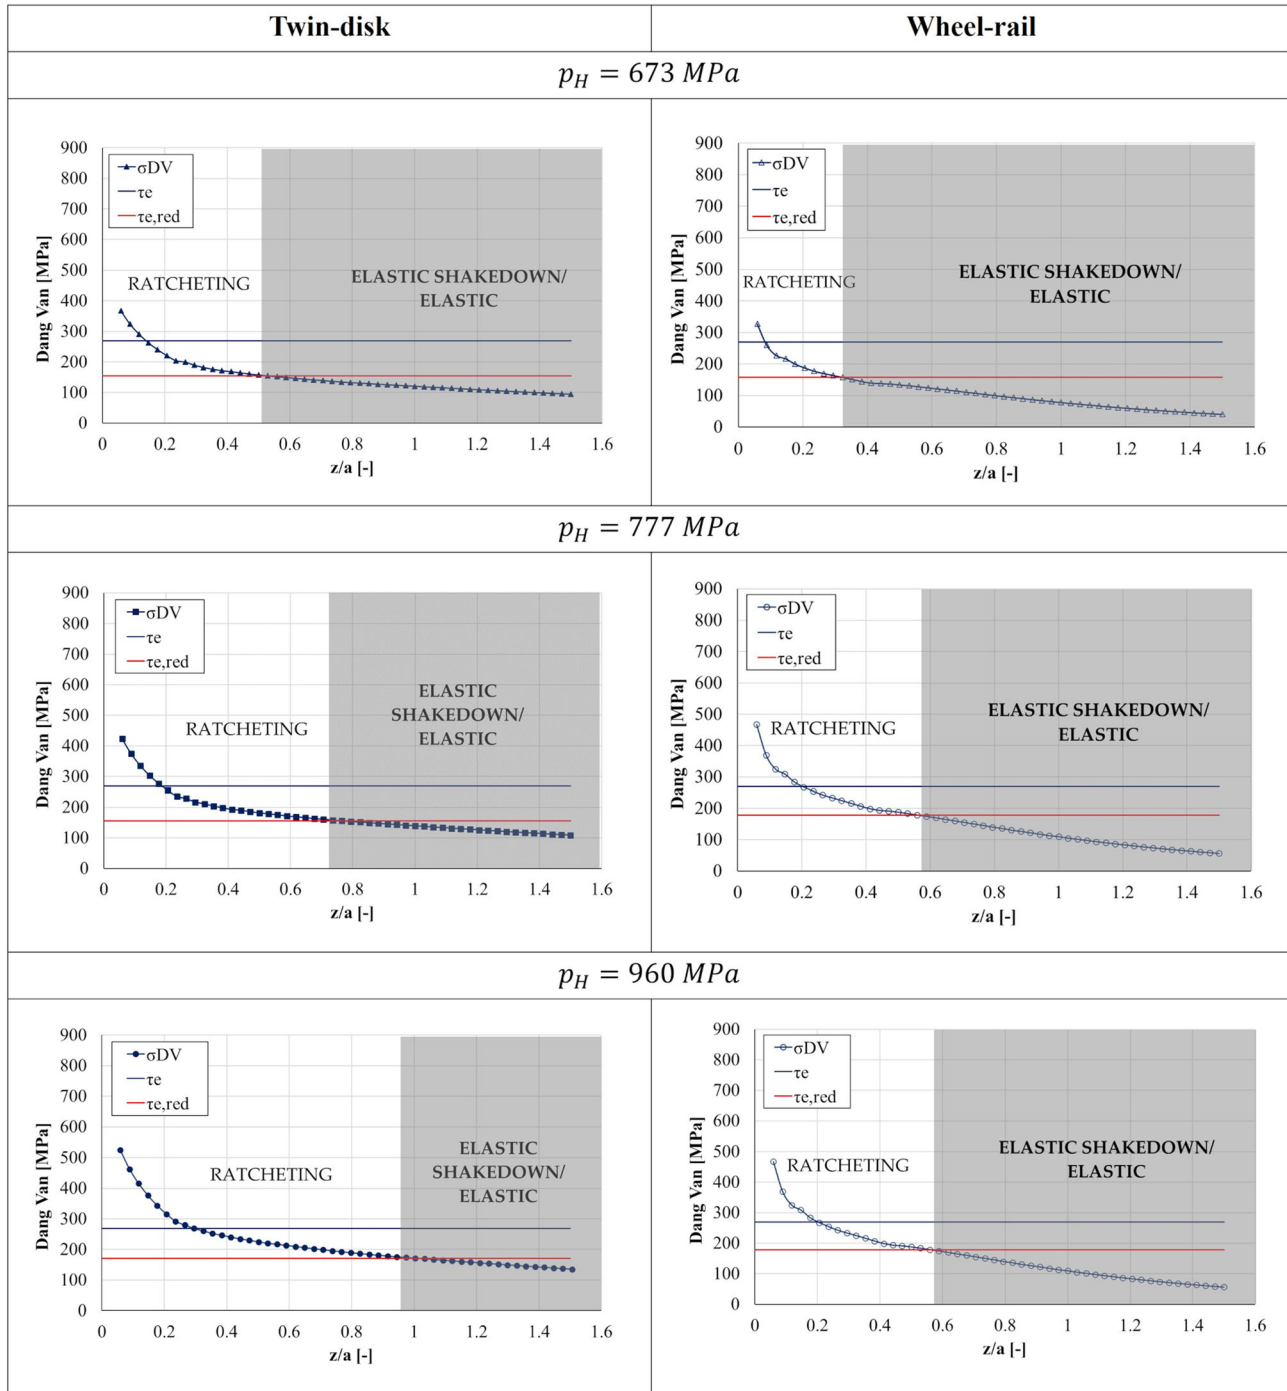 Twin-disk
Wheel-rail
p_H = 673 MPa
900
800
700
600
500
400
300
200
100
0
Dang Van [MPa]
σDV
τe
τe,red
RATCHETING
ELASTIC SHAKEDOWN/
ELASTIC
0 0.2 0.4 0.6 0.8 1 1.2 1.4 1.6
z/a [-]
900
800
700
600
500
400
300
200
100
0
Dang Van [MPa]
σDV
τe
τe,red
RATCHETING
ELASTIC SHAKEDOWN/
ELASTIC
0 0.2 0.4 0.6 0.8 1 1.2 1.4 1.6
z/a [-]
p_H = 777 MPa
900
800
700
600
500
400
300
200
100
0
Dang Van [MPa]
σDV
τe
τe,red
RATCHETING
ELASTIC
SHAKEDOWN/
ELASTIC
0 0.2 0.4 0.6 0.8 1 1.2 1.4 1.6
z/a [-]
900
800
700
600
500
400
300
200
100
0
Dang Van [MPa]
σDV
τe
τe,red
RATCHETING
ELASTIC SHAKEDOWN/
ELASTIC
0 0.2 0.4 0.6 0.8 1 1.2 1.4 1.6
z/a [-]
p_H = 960 MPa
900
800
700
600
500
400
300
200
100
0
Dang Van [MPa]
σDV
τe
τe,red
RATCHETING
ELASTIC
SHAKEDOWN/
ELASTIC
0 0.2 0.4 0.6 0.8 1 1.2 1.4 1.6
z/a [-]
900
800
700
600
500
400
300
200
100
0
Dang Van [MPa]
σDV
τe
τe,red
RATCHETING
ELASTIC SHAKEDOWN/
ELASTIC
0 0.2 0.4 0.6 0.8 1 1.2 1.4 1.6
z/a [-]